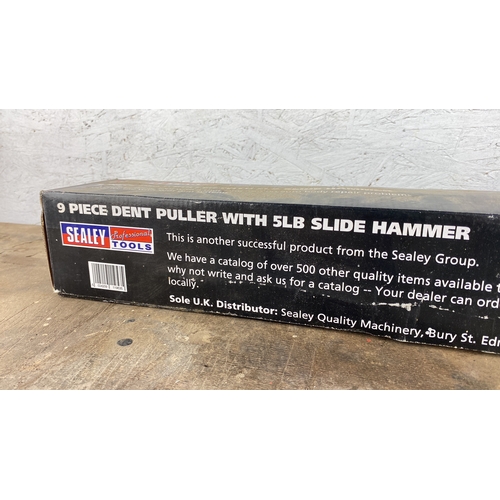 9 PIECE DENT PULLER WITH 5LB SLIDE HAMMER
SEALEY
Professional
TOOLS
This is another successful product from the Sealey Group.
We have a catalog of over 500 other quality items available
why not write and ask us for a catalog -- Your dealer can ord
locally.
Sole U.K. Distributor: Sealey Quality Machinery, Bury St. Edm